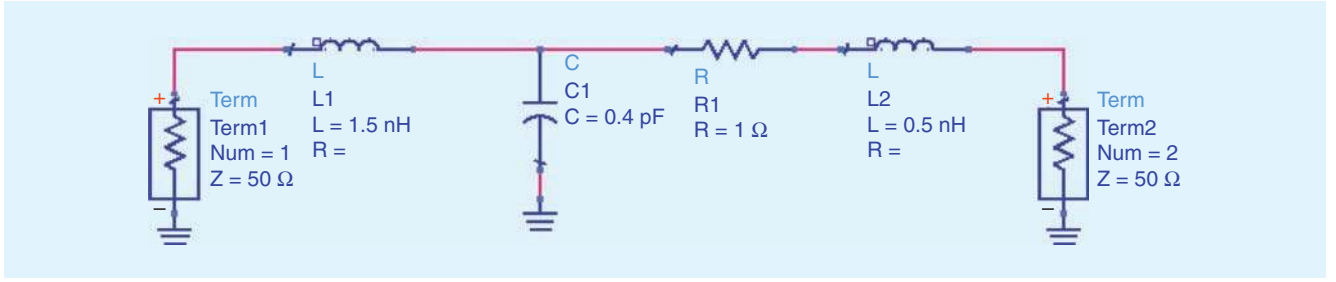 +
Term
Term1
Num = 1
Z = 50 Ω
−
L
L1
L = 1.5 nH
R =
C
C1
C = 0.4 pF
R
R1
R = 1 Ω
L
L2
L = 0.5 nH
R =
+
Term
Term2
Num = 2
Z = 50 Ω
−